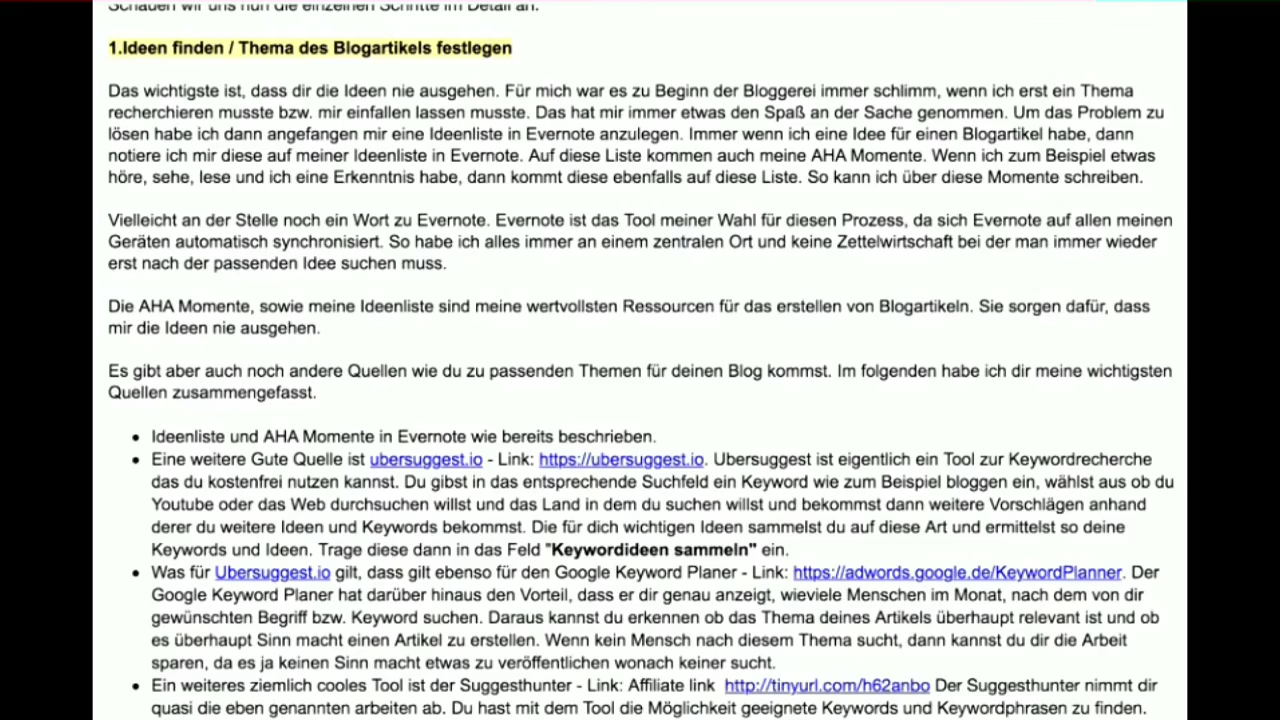 Schauen wir uns nun die einzelnen Schritte im Detail an.
1.Ideen finden / Thema des Blogartikels festlegen
Das wichtigste ist, dass dir die Ideen nie ausgehen. Für mich war es zu Beginn der Bloggerei immer schlimm, wenn ich erst ein Thema
recherchieren musste bzw. mir einfallen lassen musste. Das hat mir immer etwas den Spaß an der Sache genommen. Um das Problem zu
lösen habe ich dann angefangen mir eine Ideenliste in Evernote anzulegen. Immer wenn ich eine Idee für einen Blogartikel habe, dann
notiere ich mir diese auf meiner Ideenliste in Evernote. Auf diese Liste kommen auch meine AHA Momente. Wenn ich zum Beispiel etwas
höre, sehe, lese und ich eine Erkenntnis habe, dann kommt diese ebenfalls auf diese Liste. So kann ich über diese Momente schreiben.
Vielleicht an der Stelle noch ein Wort zu Evernote. Evernote ist das Tool meiner Wahl für diesen Prozess, da sich Evernote auf allen meinen
Geräten automatisch synchronisiert. So habe ich alles immer an einem zentralen Ort und keine Zettelwirtschaft bei der man immer wieder
erst nach der passenden Idee suchen muss.
Die AHA Momente, sowie meine Ideenliste sind meine wertvollsten Ressourcen für das erstellen von Blogartikeln. Sie sorgen dafür, dass
mir die Ideen nie ausgehen.
Es gibt aber auch noch andere Quellen wie du zu passenden Themen für deinen Blog kommst. Im folgenden habe ich dir meine wichtigsten
Quellen zusammengefasst.
• Ideenliste und AHA Momente in Evernote wie bereits beschrieben.
• Eine weitere Gute Quelle ist ubersuggest.io - Link: https://ubersuggest.io. Ubersuggest ist eigentlich ein Tool zur Keywordrecherche
das du kostenfrei nutzen kannst. Du gibst in das entsprechende Suchfeld ein Keyword wie zum Beispiel bloggen ein, wählst aus ob du
Youtube oder das Web durchsuchen willst und das Land in dem du suchen willst und bekommst dann weitere Vorschlägen anhand
derer du weitere Ideen und Keywords bekommst. Die für dich wichtigen Ideen sammelst du auf diese Art und ermittelst so deine
Keywords und Ideen. Trage diese dann in das Feld "Keywordideen sammeln" ein.
• Was für Ubersuggest.io gilt, dass gilt ebenso für den Google Keyword Planer - Link: https://adwords.google.de/KeywordPlanner. Der
Google Keyword Planer hat darüber hinaus den Vorteil, dass er dir genau anzeigt, wieviele Menschen im Monat, nach dem von dir
gewünschten Begriff bzw. Keyword suchen. Daraus kannst du erkennen ob das Thema deines Artikels überhaupt relevant ist und ob
es überhaupt Sinn macht einen Artikel zu erstellen. Wenn kein Mensch nach diesem Thema sucht, dann kannst du dir die Arbeit
sparen, da es ja keinen Sinn macht etwas zu veröffentlichen wonach keiner sucht.
• Ein weiteres ziemlich cooles Tool ist der Suggesthunter - Link: Affiliate link http://tinyurl.com/h62anbo Der Suggesthunter nimmt dir
quasi die eben genannten arbeiten ab. Du hast mit dem Tool die Möglichkeit geeignete Keywords und Keywordphrasen zu finden.